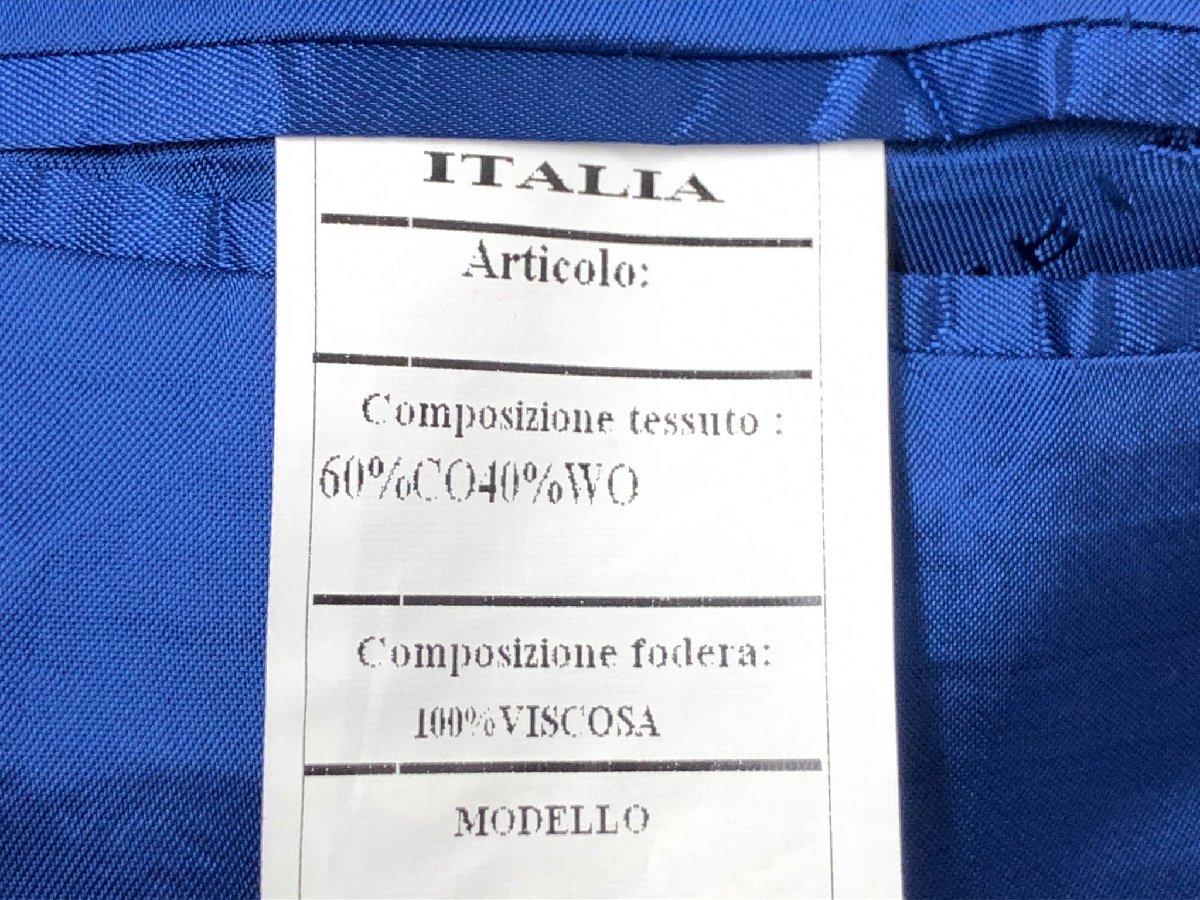 ITALIA
Articolo:
Composizione tessuto :
60%CO40%WO
Composizione fodera:
100%VISCOSA
MODELLO